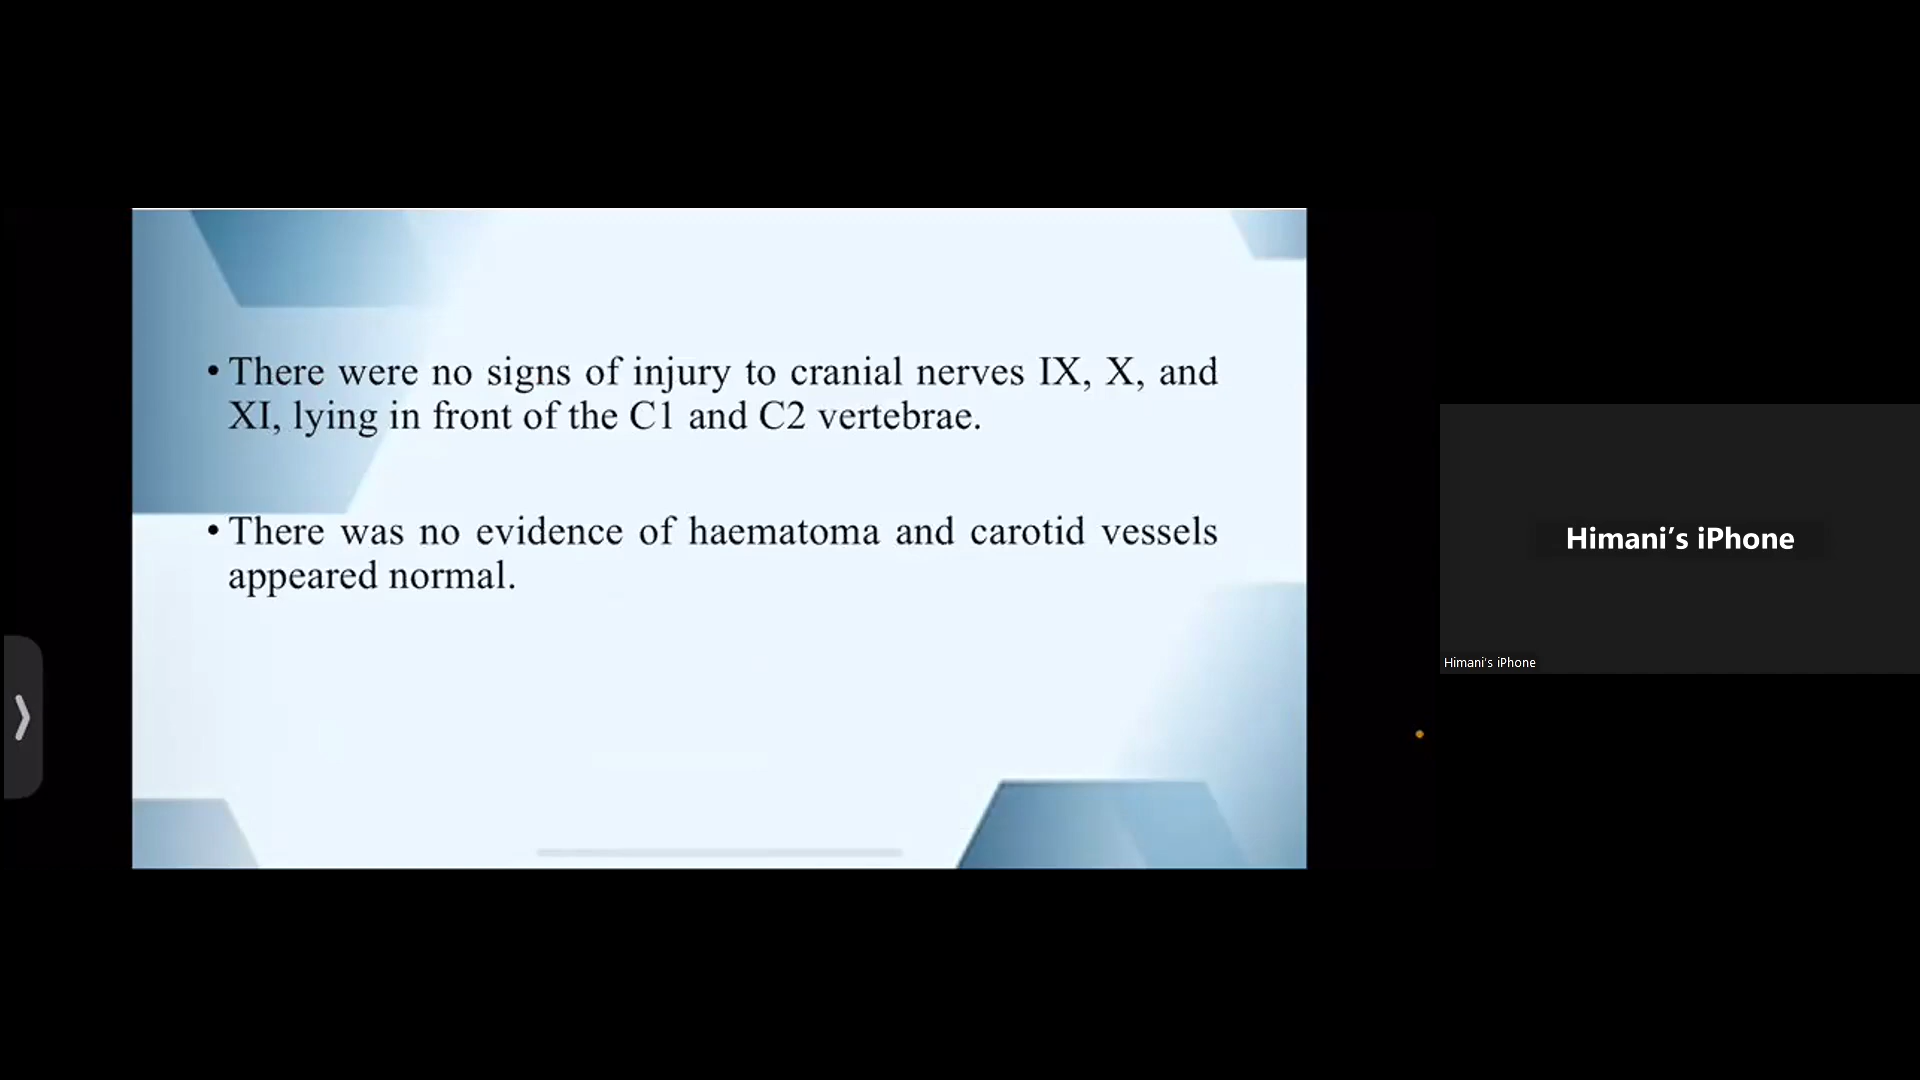 • There were no signs of injury to cranial nerves IX, X, and
XI, lying in front of the C1 and C2 vertebrae.
• There was no evidence of haematoma and carotid vessels
appeared normal.
Himani’s iPhone
Himani's iPhone